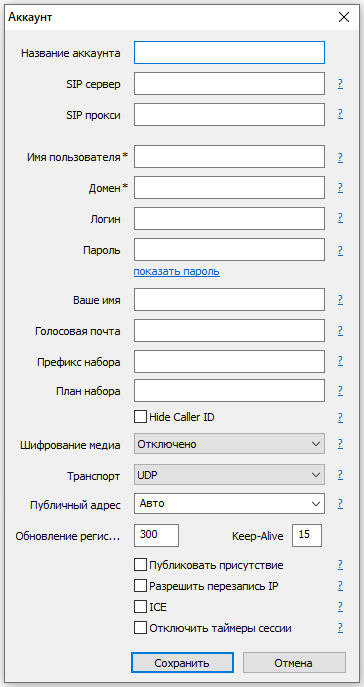 Аккаунт
Название аккаунта
SIP сервер ?
SIP прокси ?
Имя пользователя* ?
Домен* ?
Логин ?
Пароль ?
показать пароль
Ваше имя ?
Голосовая почта ?
Префикс набора ?
План набора ?
Hide Caller ID ?
Шифрование медиа Отключено ?
Транспорт UDP ?
Публичный адрес Авто ?
Обновление регис... 300 Keep-Alive 15 ?
Публиковать присутствие ?
Разрешить перезапись IP ?
ICE ?
Отключить таймеры сессии ?
Сохранить Отмена